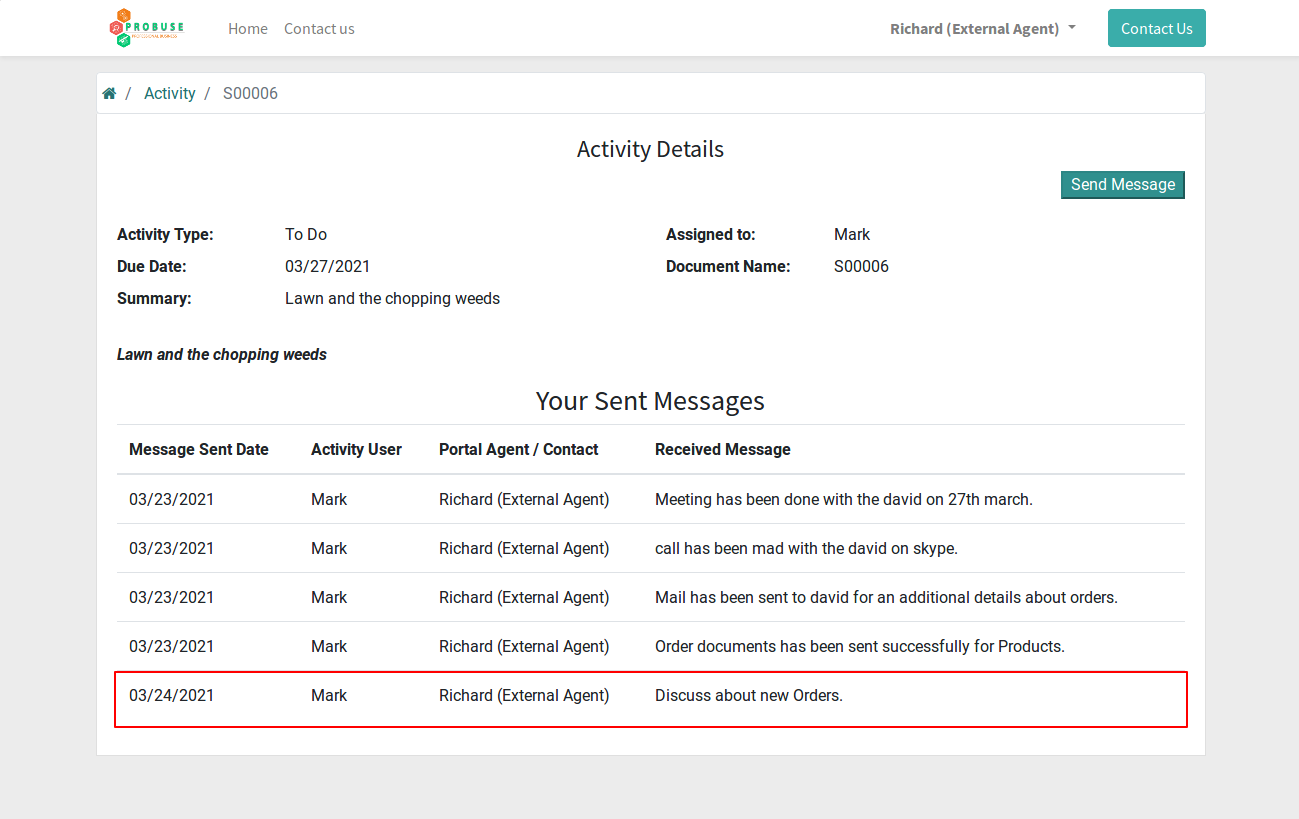 PROBUSE
PROFESSIONAL BUSINESS
Home Contact us Richard (External Agent) Contact Us
/ Activity / S00006
Activity Details
Send Message
Activity Type: To Do Assigned to: Mark
Due Date: 03/27/2021 Document Name: S00006
Summary: Lawn and the chopping weeds
Lawn and the chopping weeds
Your Sent Messages
Message Sent Date Activity User Portal Agent / Contact Received Message
03/23/2021 Mark Richard (External Agent) Meeting has been done with the david on 27th march.
03/23/2021 Mark Richard (External Agent) call has been mad with the david on skype.
03/23/2021 Mark Richard (External Agent) Mail has been sent to david for an additional details about orders.
03/23/2021 Mark Richard (External Agent) Order documents has been sent successfully for Products.
03/24/2021 Mark Richard (External Agent) Discuss about new Orders.